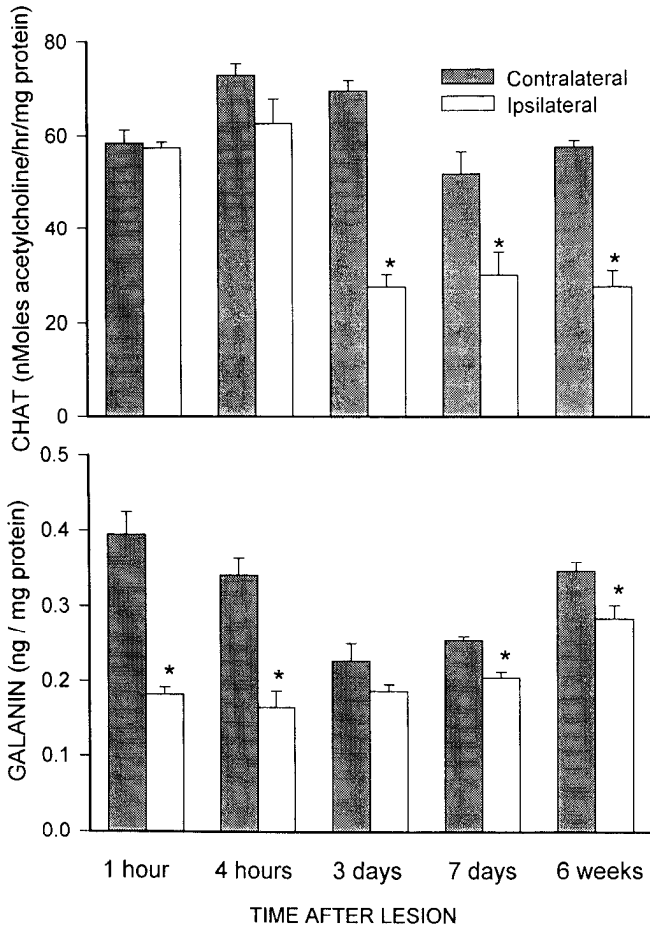 CHAT (nMoles acetylcholine/hr/mg protein)
80
60
40
20
0
Contralateral
Ipsilateral
*
*
*
GALANIN (ng / mg protein)
0.5
0.4
0.3
0.2
0.1
0.0
*
*
*
*
1 hour
4 hours
3 days
7 days
6 weeks
TIME AFTER LESION